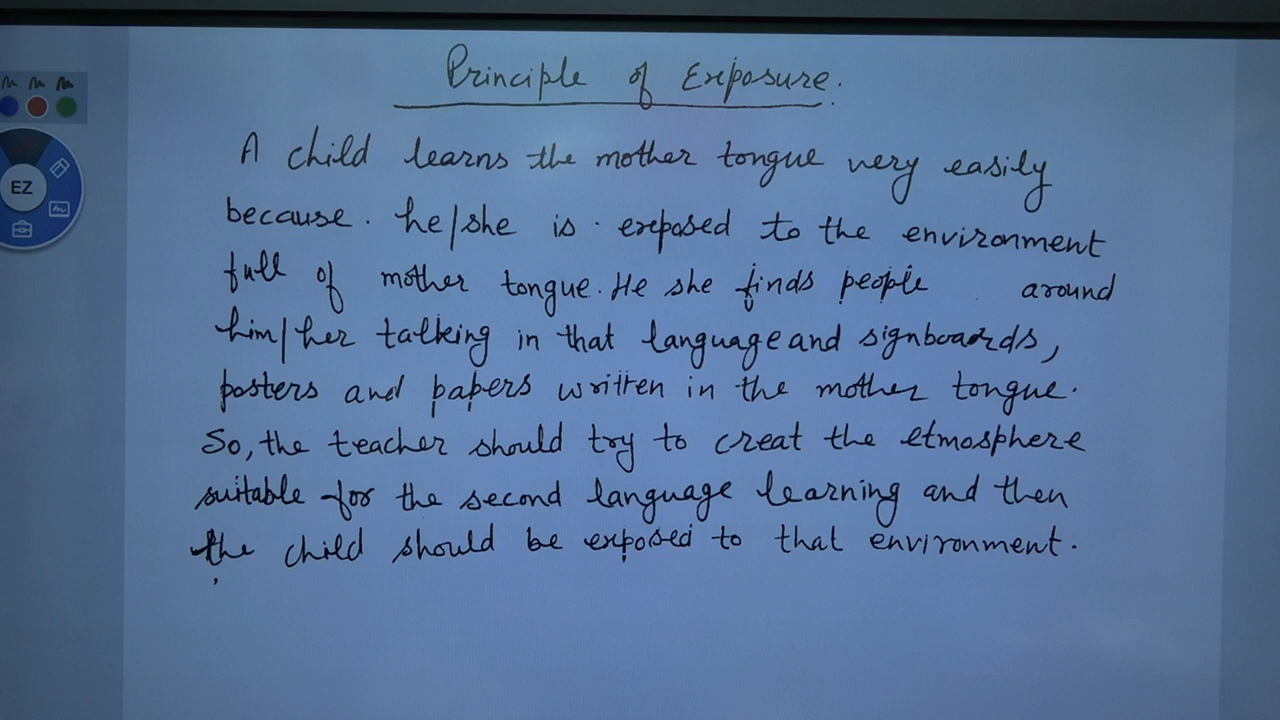 Principle of Exposure.
EZ
A child learns the mother tongue very easily
because. he/she is. exposed to the environment
full of mother tongue. He she finds people around
him/her talking in that language and signboards,
posters and papers written in the mother tongue.
So, the teacher should try to creat the etmosphere
suitable for the second language learning and then
the child should be exposed to that environment.